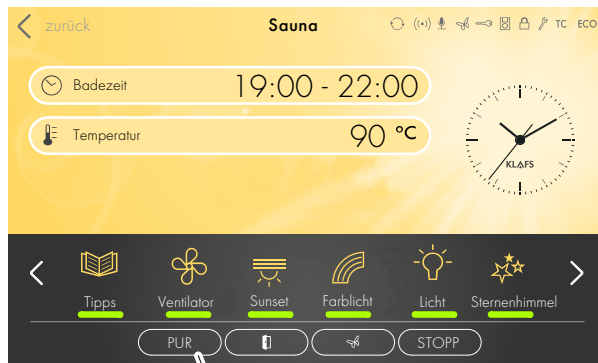 zurück Sauna TC ECO
Badezeit 19:00 - 22:00
Temperatur 90 °C
KLAFS
Tipps Ventilator Sunset Farblicht Licht Sternenhimmel
PUR STOPP